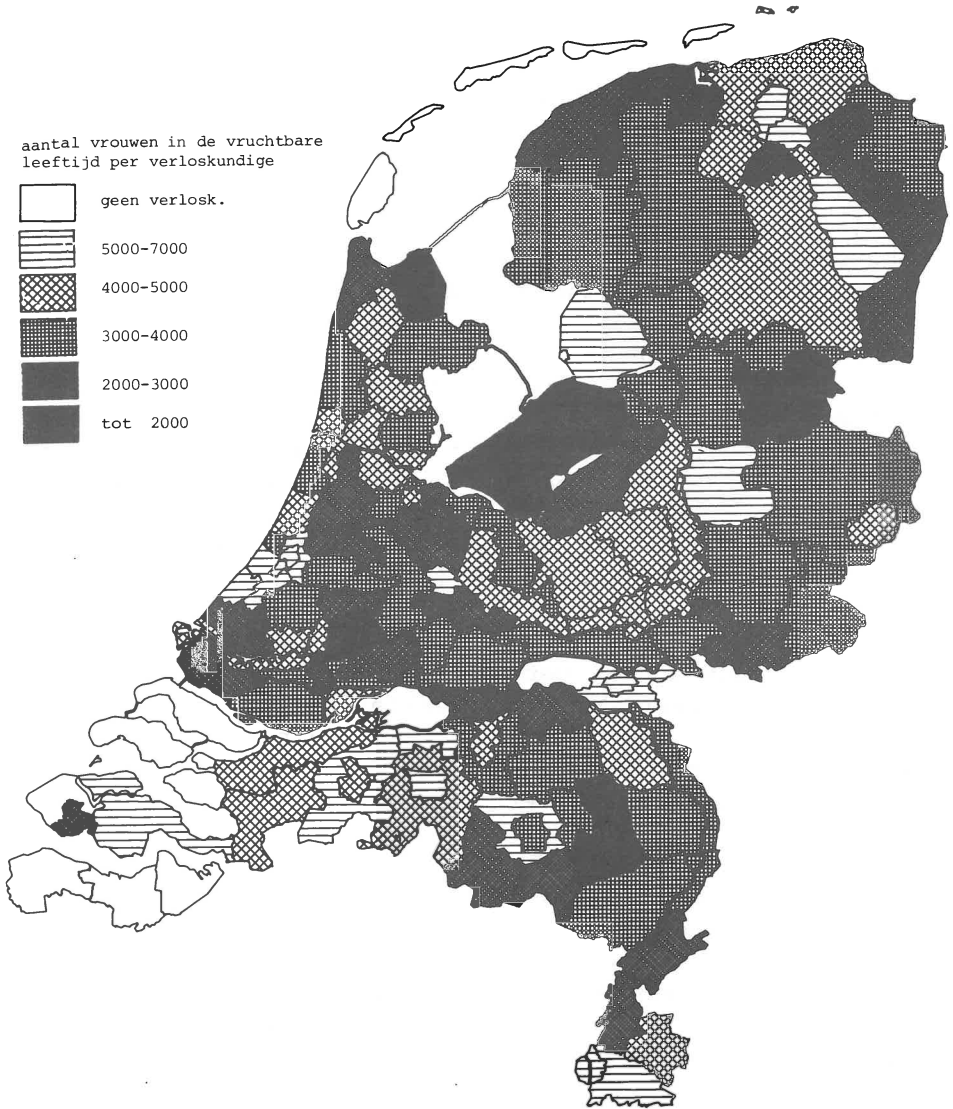 aantal vrouwen in de vruchtbare
leeftijd per verloskundige
geen verlosk.
5000-7000
4000-5000
3000-4000
2000-3000
tot 2000